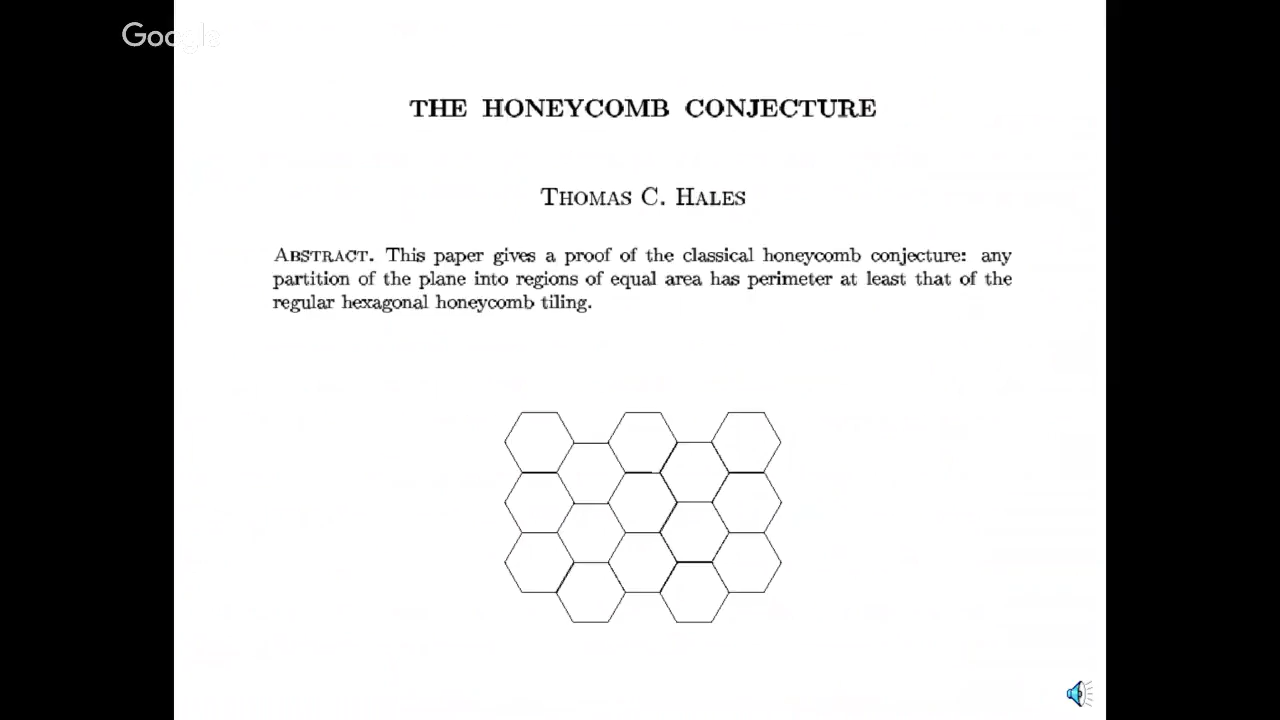 Google
THE HONEYCOMB CONJECTURE
THOMAS C. HALES
ABSTRACT. This paper gives a proof of the classical honeycomb conjecture: any
partition of the plane into regions of equal area has perimeter at least that of the
regular hexagonal honeycomb tiling.